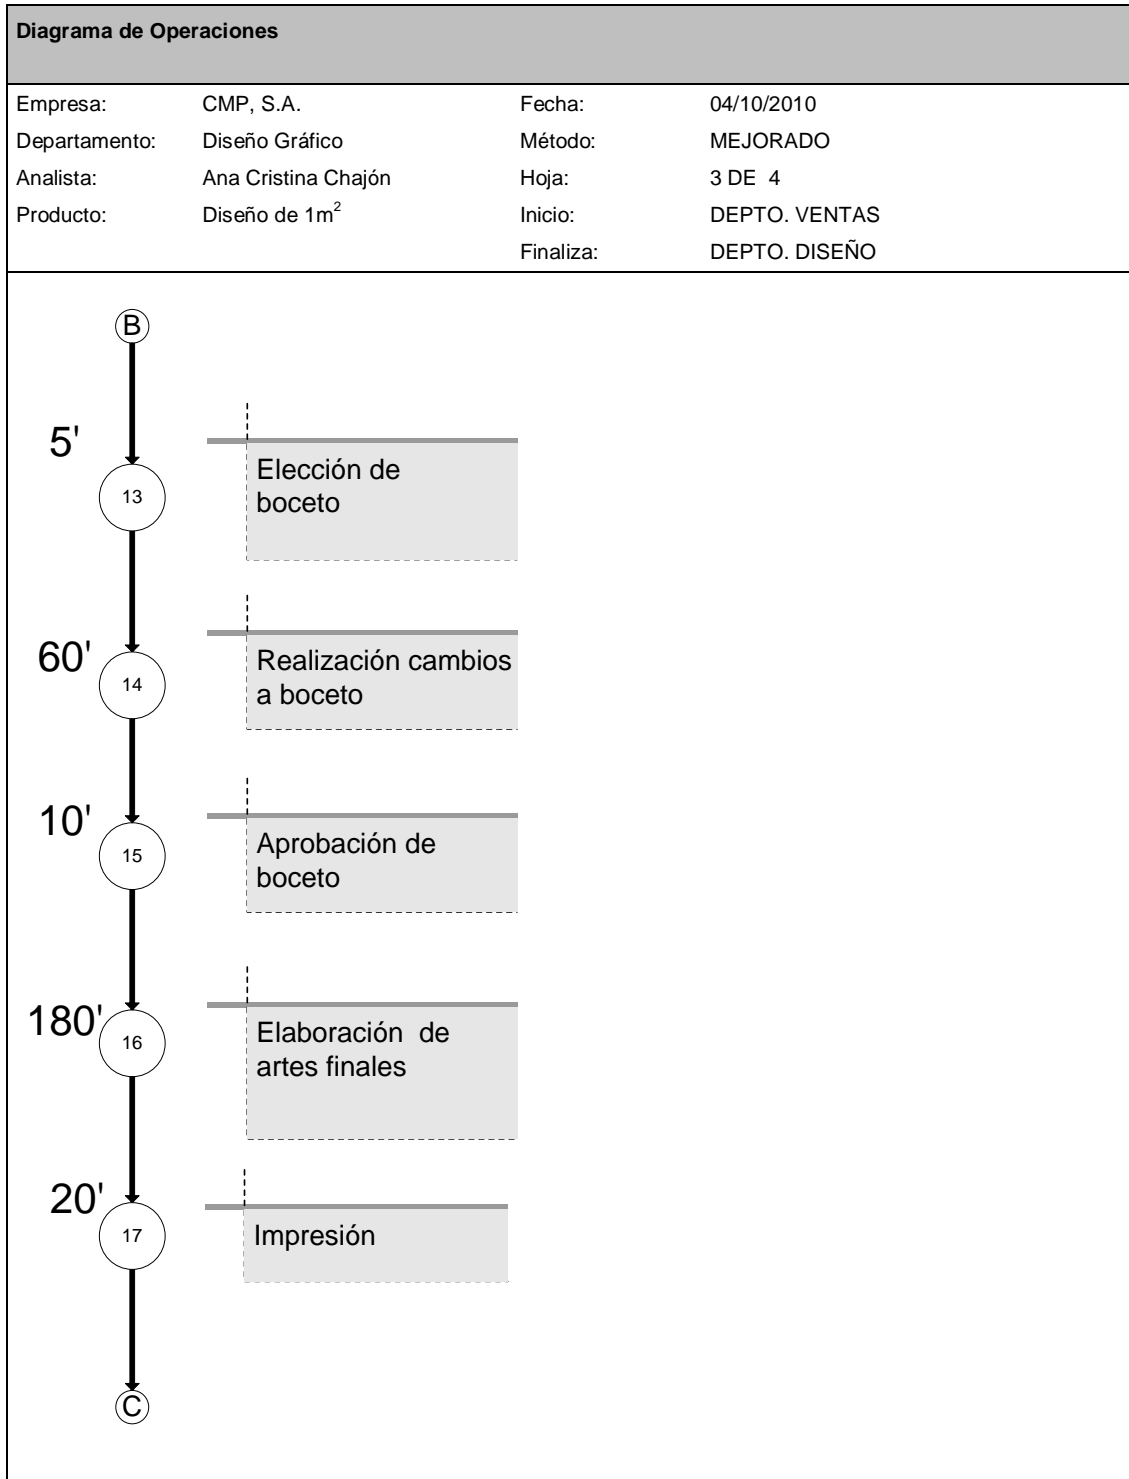 Diagrama de Operaciones
Empresa: CMP, S.A. Fecha: 04/10/2010
Departamento: Diseño Gráfico Método: MEJORADO
Analista: Ana Cristina Chajón Hoja: 3 DE 4
Producto: Diseño de 1m² Inicio: DEPTO. VENTAS
Finaliza: DEPTO. DISEÑO
B
5'
13
Elección de
boceto
60'
14
Realización cambios
a boceto
10'
15
Aprobación de
boceto
180'
16
Elaboración de
artes finales
20'
17
Impresión
C